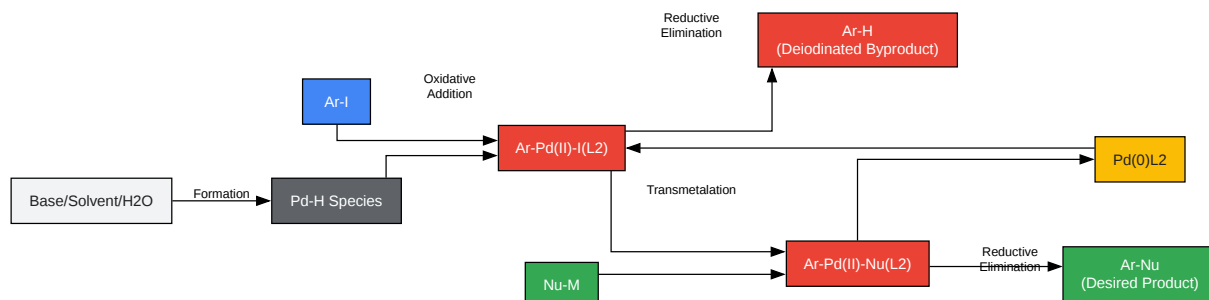 Reductive
Elimination
Ar-H
(Deiodinated Byproduct)
Oxidative
Addition
Ar-I
Ar-Pd(II)-I(L2)
Pd(0)L2
Base/Solvent/H2O
Formation
Pd-H Species
Transmetalation
Ar-Pd(II)-Nu(L2)
Reductive
Elimination
Ar-Nu
(Desired Product)
Nu-M